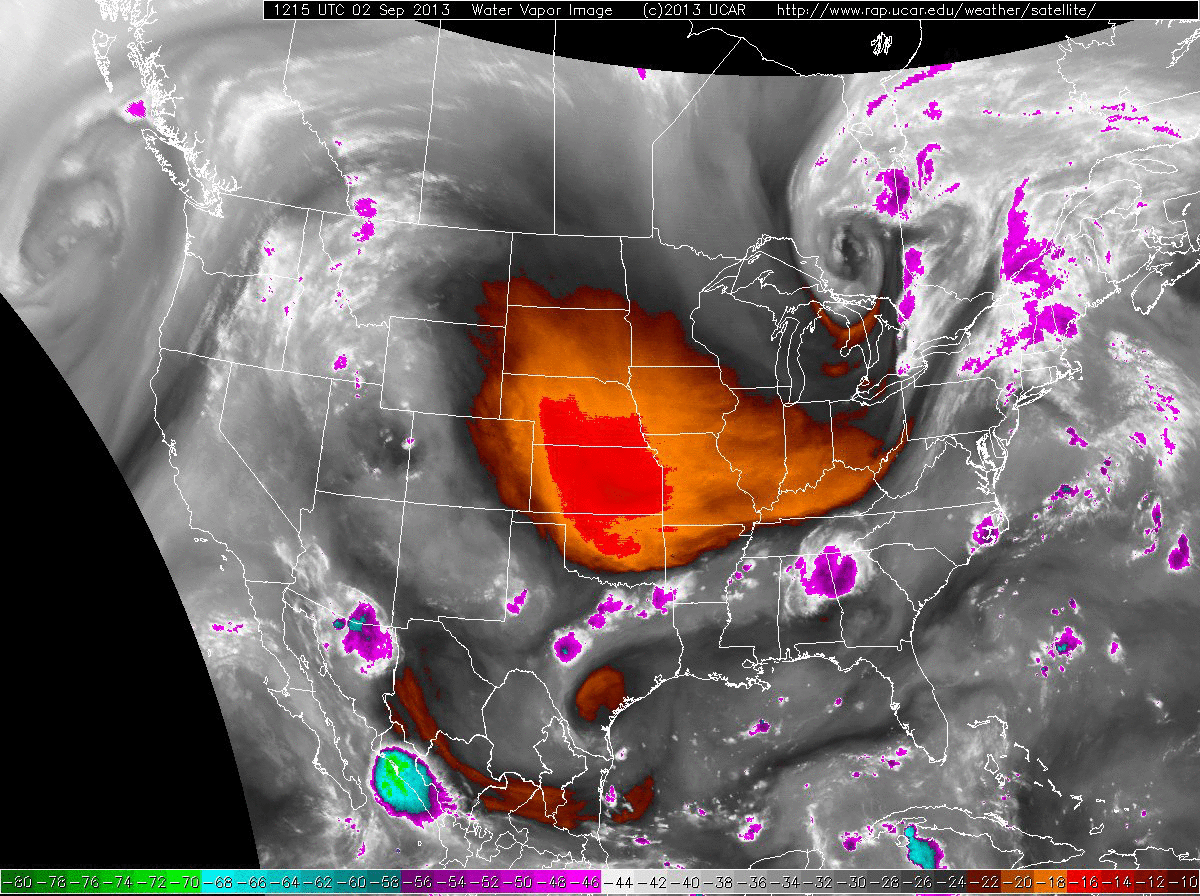 1215 UTC 02 Sep 2013 Water Vapor Image (c)2013 UCAR http://www.rap.ucar.edu/weather/satellite/
-80 -78 -76 -74 -72 -70 -68 -66 -64 -62 -60 -58 -56 -54 -52 -50 -48 -46 -44 -42 -40 -38 -36 -34 -32 -30 -28 -26 -24 -22 -20 -18 -16 -14 -12 -10